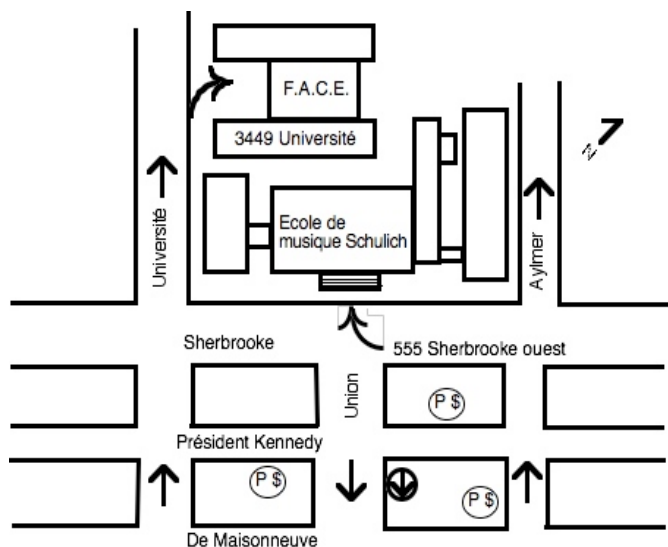 F.A.C.E.
3449 Université
N
Ecole de
musique Schulich
Université
Aylmer
Sherbrooke
555 Sherbrooke ouest
Union
P $
Président Kennedy
P $
P $
De Maisonneuve